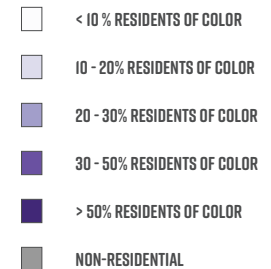 < 10 % RESIDENTS OF COLOR
10 - 20% RESIDENTS OF COLOR
20 - 30% RESIDENTS OF COLOR
30 - 50% RESIDENTS OF COLOR
> 50% RESIDENTS OF COLOR
NON-RESIDENTIAL